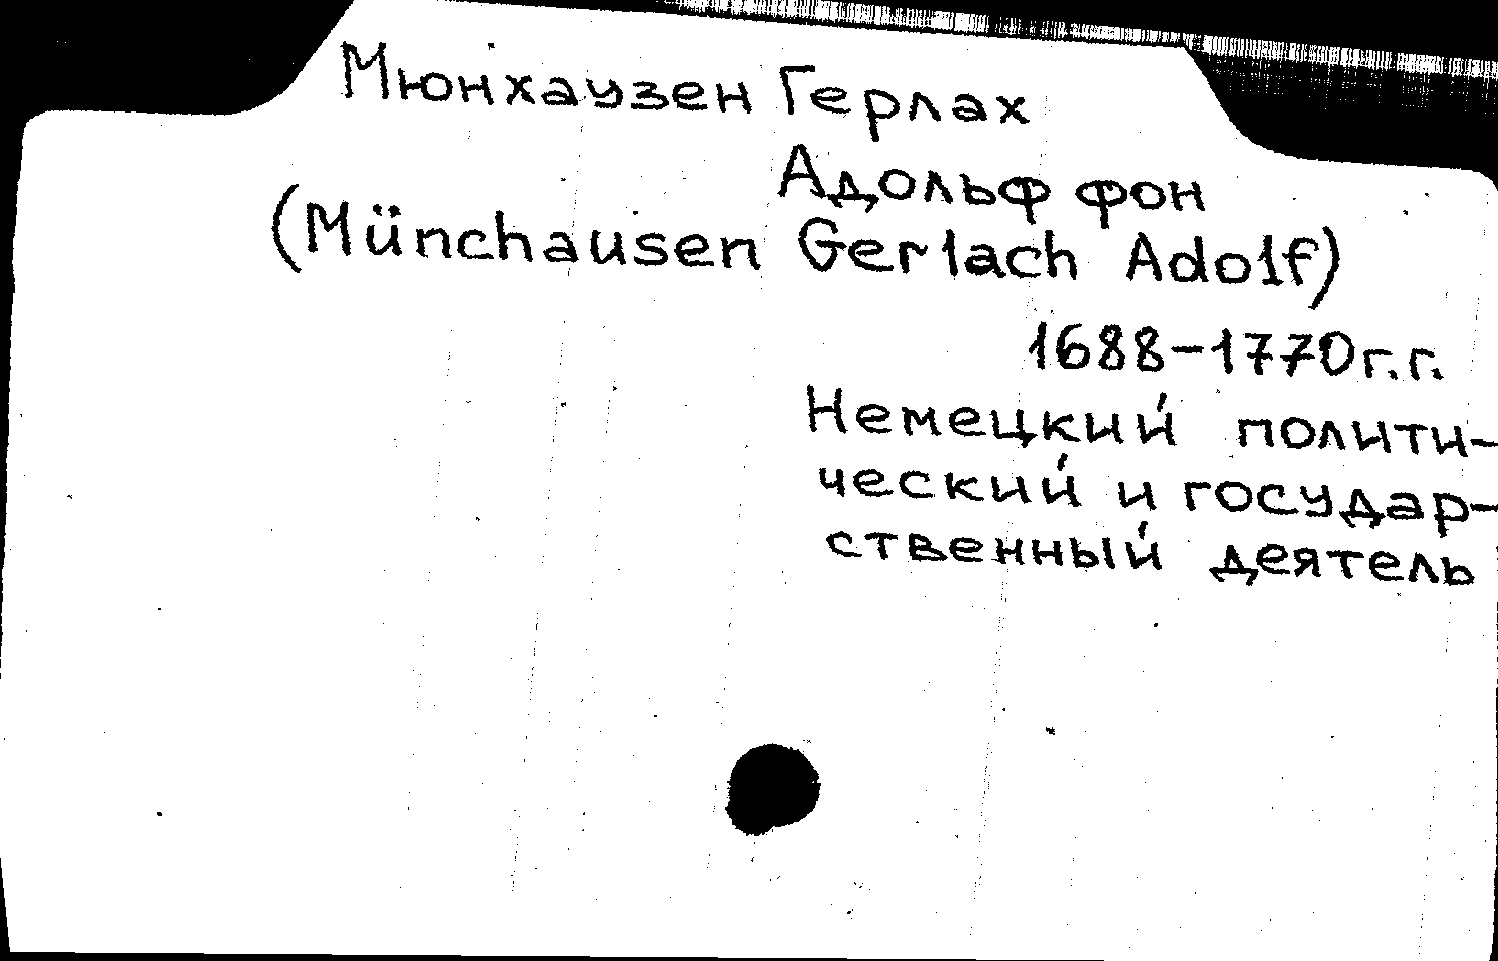 Мюнхаузен Герлах
Адольф фон
(Münchausen Gerlach Adolf)
1688-1770г.г.
Немецкий полити-
ческий и государ-
ственный деятель